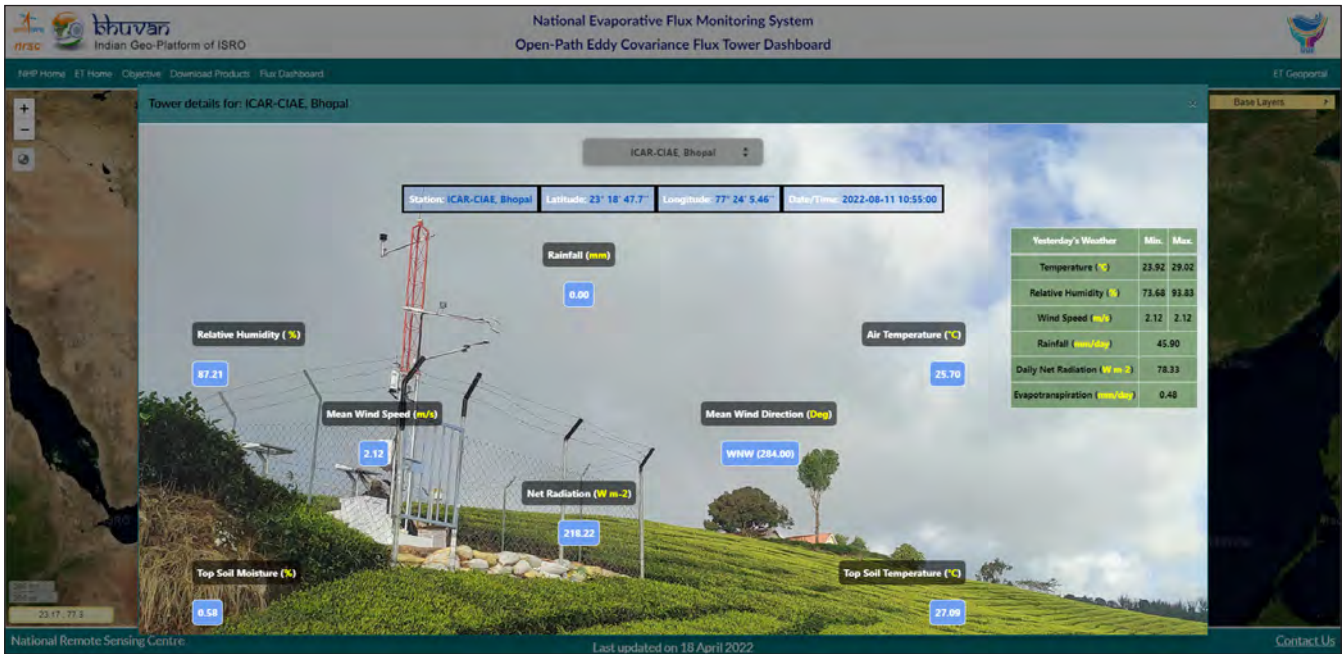 nrsc
bhuvan
Indian Geo-Platform of ISRO
National Evaporative Flux Monitoring System
Open-Path Eddy Covariance Flux Tower Dashboard
NHP Home ET Home Objective Download Products Flux Dashboard
ET Geoportal
+
−
Tower details for: ICAR-CIAE, Bhopal
×
Base Layers
ICAR-CIAE, Bhopal
Station: ICAR-CIAE, Bhopal Latitude: 23° 18' 47.7'' Longitude: 77° 24' 5.46'' Date/Time: 2022-08-11 10:55:00
Rainfall (mm)
0.00
Relative Humidity ( %)
87.21
Air Temperature (°C)
25.70
Mean Wind Speed (m/s)
2.12
Mean Wind Direction (Deg)
WNW (284.00)
Net Radiation (W m-2)
218.22
Top Soil Moisture (%)
0.58
Top Soil Temperature (°C)
27.09
Yesterday's Weather Min. Max.
Temperature (°C) 23.92 29.02
Relative Humidity (%) 73.68 93.83
Wind Speed (m/s) 2.12 2.12
Rainfall (mm/day) 45.90
Daily Net Radiation (W m-2) 78.33
Evapotranspiration (mm/day) 0.48
National Remote Sensing Centre
Last updated on 18 April 2022
Contact Us